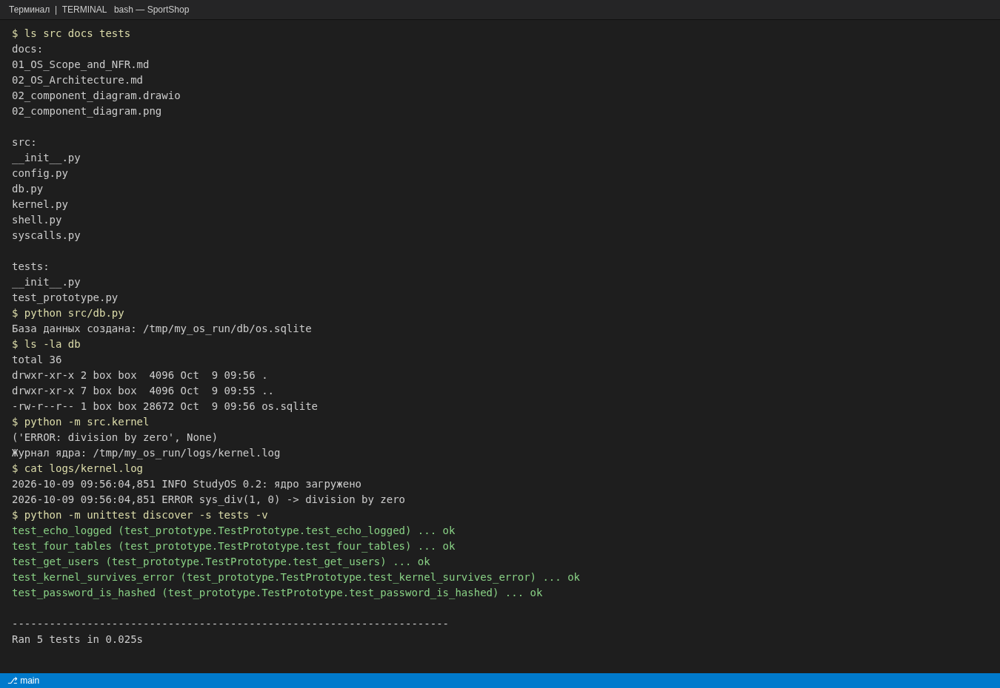 Терминал | TERMINAL bash — SportShop
$ ls src docs tests
docs:
01_OS_Scope_and_NFR.md
02_OS_Architecture.md
02_component_diagram.drawio
02_component_diagram.png

src:
__init__.py
config.py
db.py
kernel.py
shell.py
syscalls.py

tests:
__init__.py
test_prototype.py
$ python src/db.py
База данных создана: /tmp/my_os_run/db/os.sqlite
$ ls -la db
total 36
drwxr-xr-x 2 box box  4096 Oct  9 09:56 .
drwxr-xr-x 7 box box  4096 Oct  9 09:55 ..
-rw-r--r-- 1 box box 28672 Oct  9 09:56 os.sqlite
$ python -m src.kernel
('ERROR: division by zero', None)
Журнал ядра: /tmp/my_os_run/logs/kernel.log
$ cat logs/kernel.log
2026-10-09 09:56:04,851 INFO StudyOS 0.2: ядро загружено
2026-10-09 09:56:04,851 ERROR sys_div(1, 0) -> division by zero
$ python -m unittest discover -s tests -v
test_echo_logged (test_prototype.TestPrototype.test_echo_logged) ... ok
test_four_tables (test_prototype.TestPrototype.test_four_tables) ... ok
test_get_users (test_prototype.TestPrototype.test_get_users) ... ok
test_kernel_survives_error (test_prototype.TestPrototype.test_kernel_survives_error) ... ok
test_password_is_hashed (test_prototype.TestPrototype.test_password_is_hashed) ... ok

----------------------------------------------------------------------
Ran 5 tests in 0.025s
⎇ main